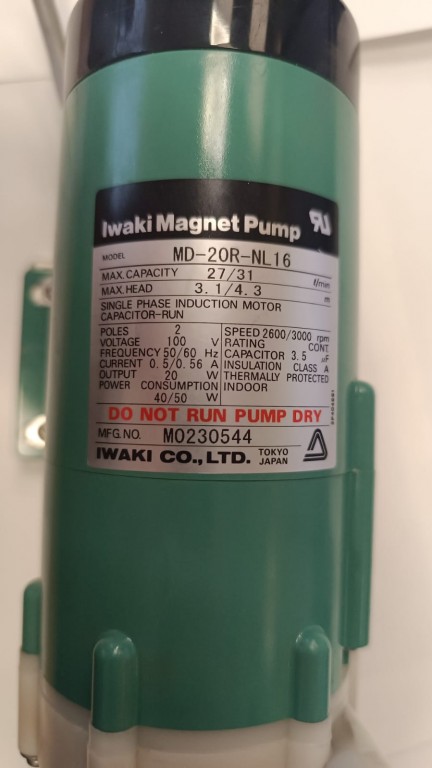 Iwaki Magnet Pump
MODEL MD-20R-NL16
MAX.CAPACITY 27/31 ℓ/min
MAX.HEAD 3.1/4.3 m
SINGLE PHASE INDUCTION MOTOR
CAPACITOR-RUN
POLES 2
VOLTAGE 100 V
FREQUENCY 50/60 Hz
CURRENT 0.5/0.56 A
OUTPUT 20 W
POWER CONSUMPTION
40/50 W
SPEED 2600/3000 rpm
RATING CONT.
CAPACITOR 3.5 μF
INSULATION CLASS A
THERMALLY PROTECTED
INDOOR
DO NOT RUN PUMP DRY
MFG.NO. M0230544
IWAKI CO.,LTD. TOKYO
JAPAN